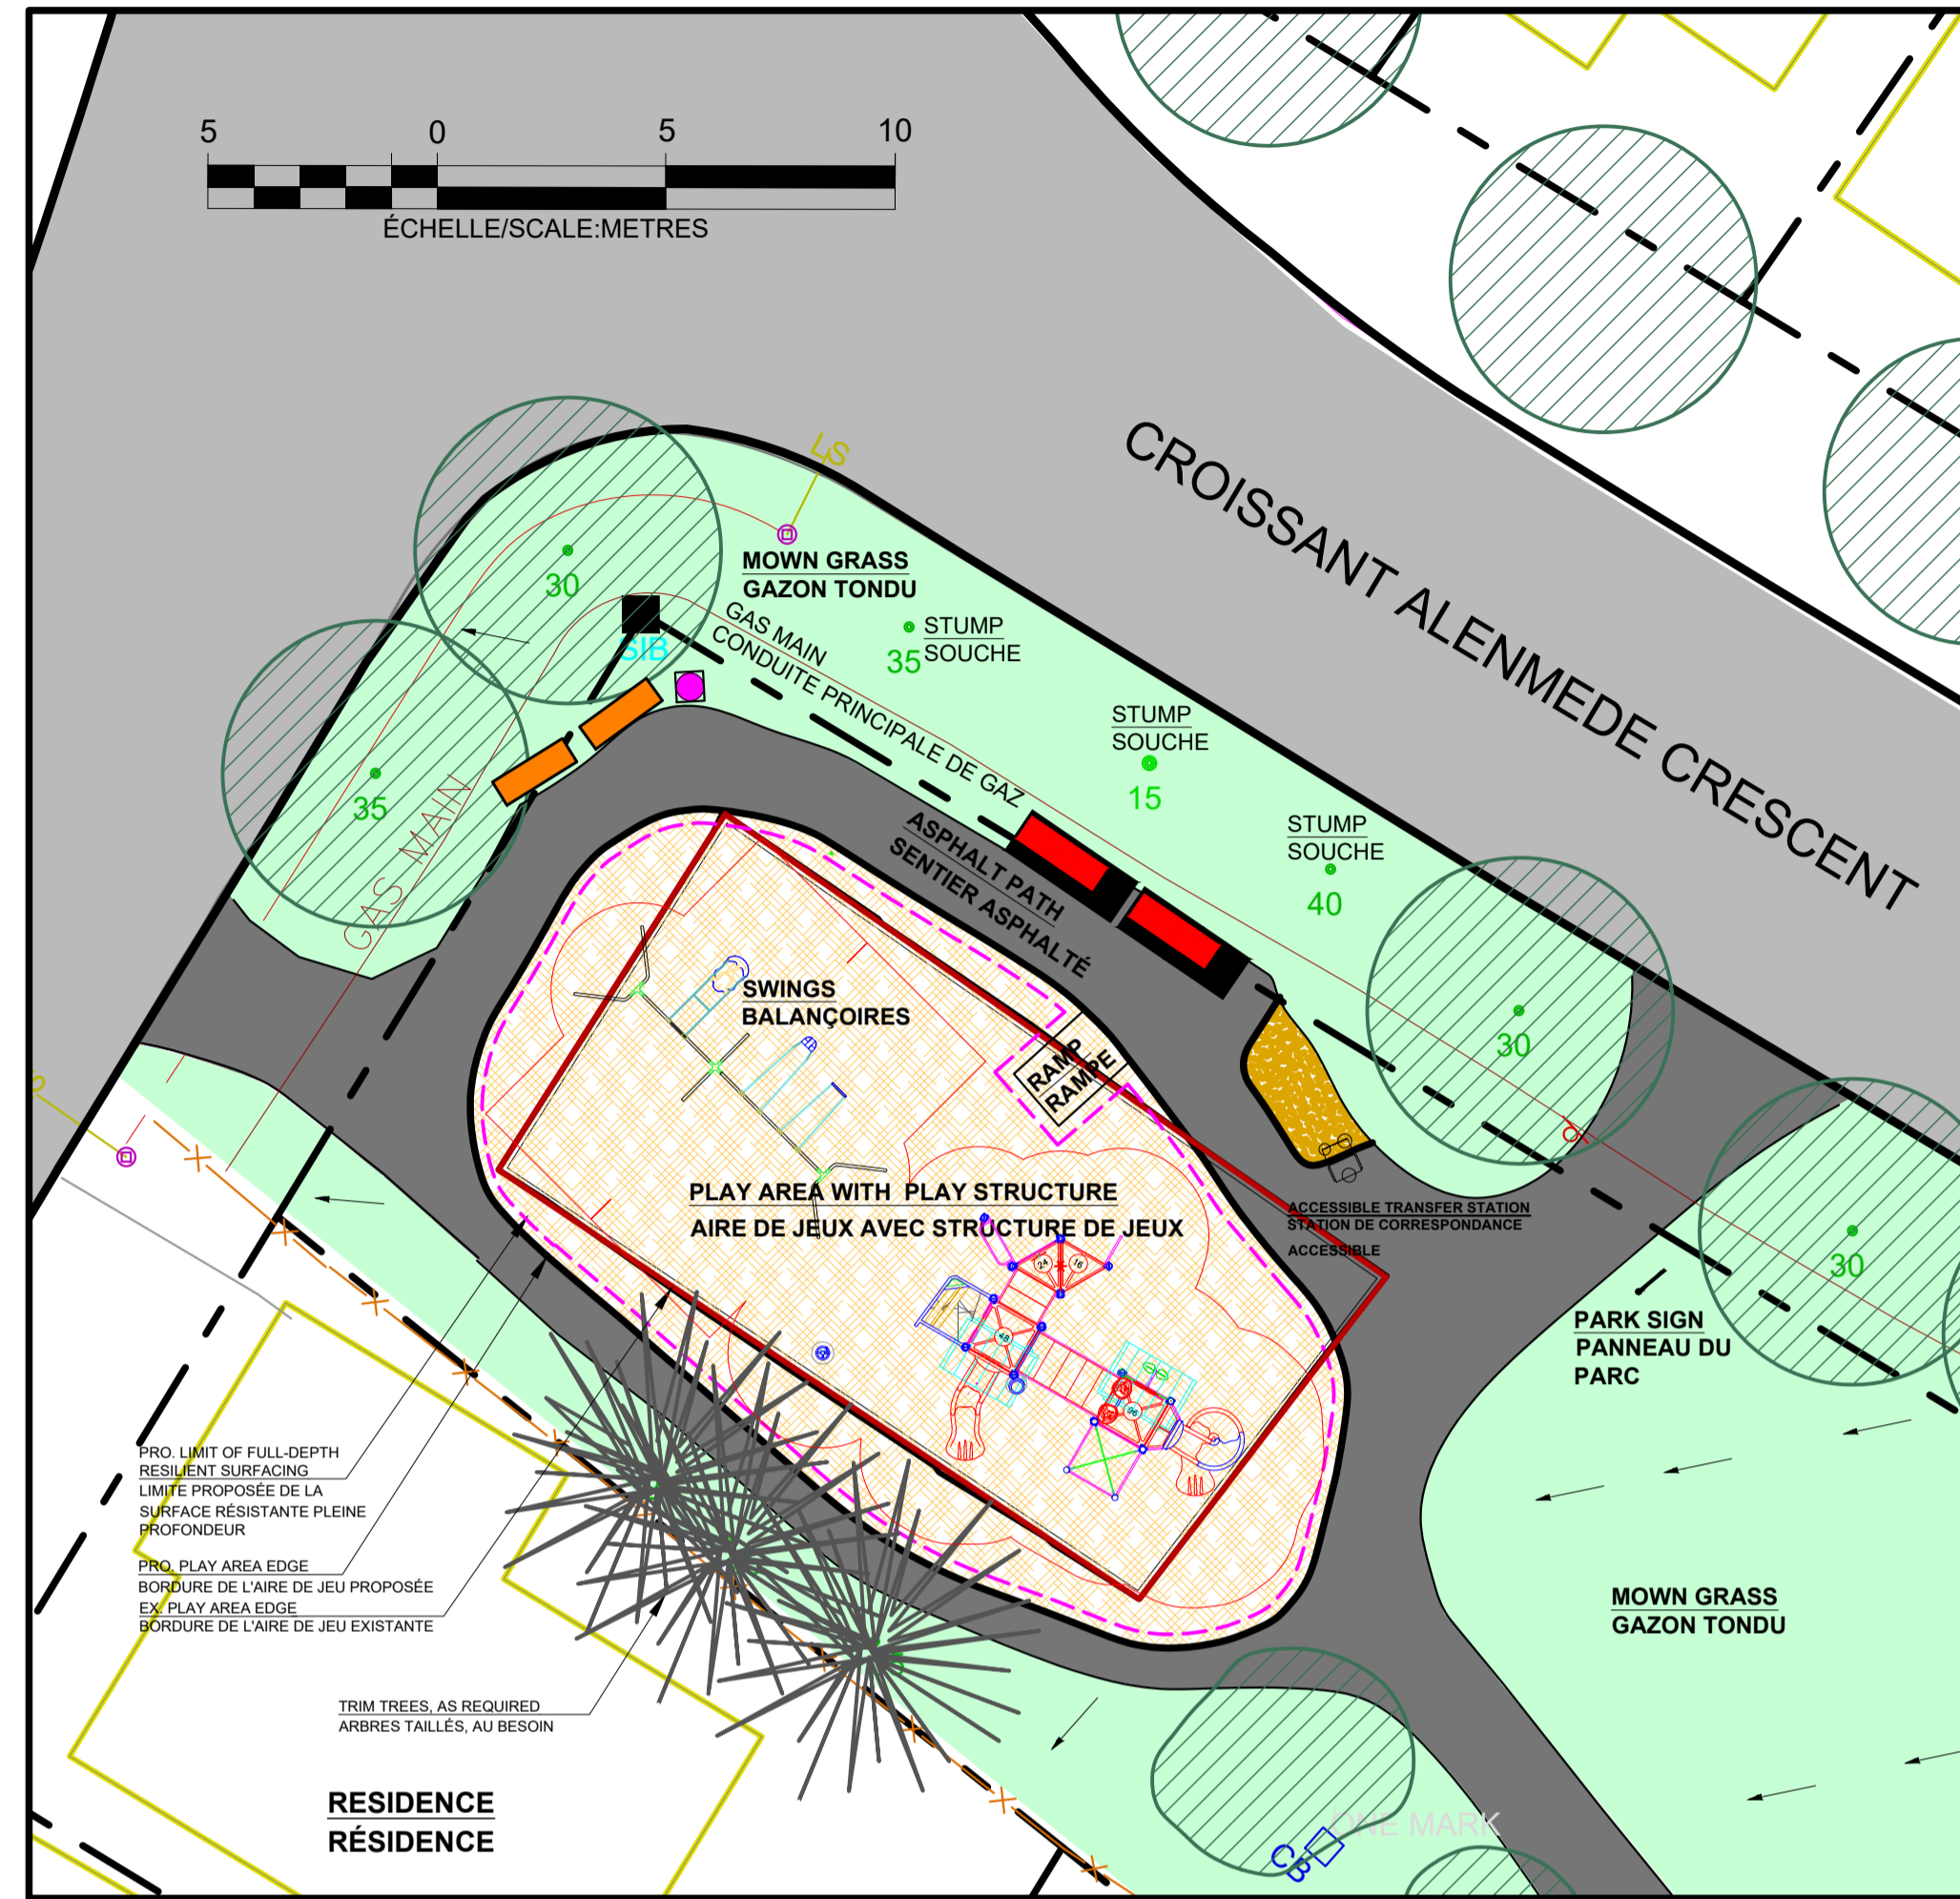 5 0 5 10
ÉCHELLE/SCALE:METRES
CROISSANT ALENMEDE CRESCENT
LS
MOWN GRASS
GAZON TONDU
30
SIB
GAS MAIN
CONDUITE PRINCIPALE DE GAZ
STUMP
SOUCHE
35
STUMP
SOUCHE
15
STUMP
SOUCHE
40
35
GAS MAIN
ASPHALT PATH
SENTIER ASPHALTÉ
SWINGS
BALANÇOIRES
RAMP
RAMPE
30
30
PLAY AREA WITH PLAY STRUCTURE
AIRE DE JEUX AVEC STRUCTURE DE JEUX
ACCESSIBLE TRANSFER STATION
STATION DE CORRESPONDANCE
ACCESSIBLE
24
16
48
96
PARK SIGN
PANNEAU DU
PARC
PRO. LIMIT OF FULL-DEPTH
RESILIENT SURFACING
LIMITE PROPOSÉE DE LA
SURFACE RÉSISTANTE PLEINE
PROFONDEUR
PRO. PLAY AREA EDGE
BORDURE DE L'AIRE DE JEU PROPOSÉE
EX. PLAY AREA EDGE
BORDURE DE L'AIRE DE JEU EXISTANTE
TRIM TREES, AS REQUIRED
ARBRES TAILLÉS, AU BESOIN
MOWN GRASS
GAZON TONDU
RESIDENCE
RÉSIDENCE
ONE MARK
CB